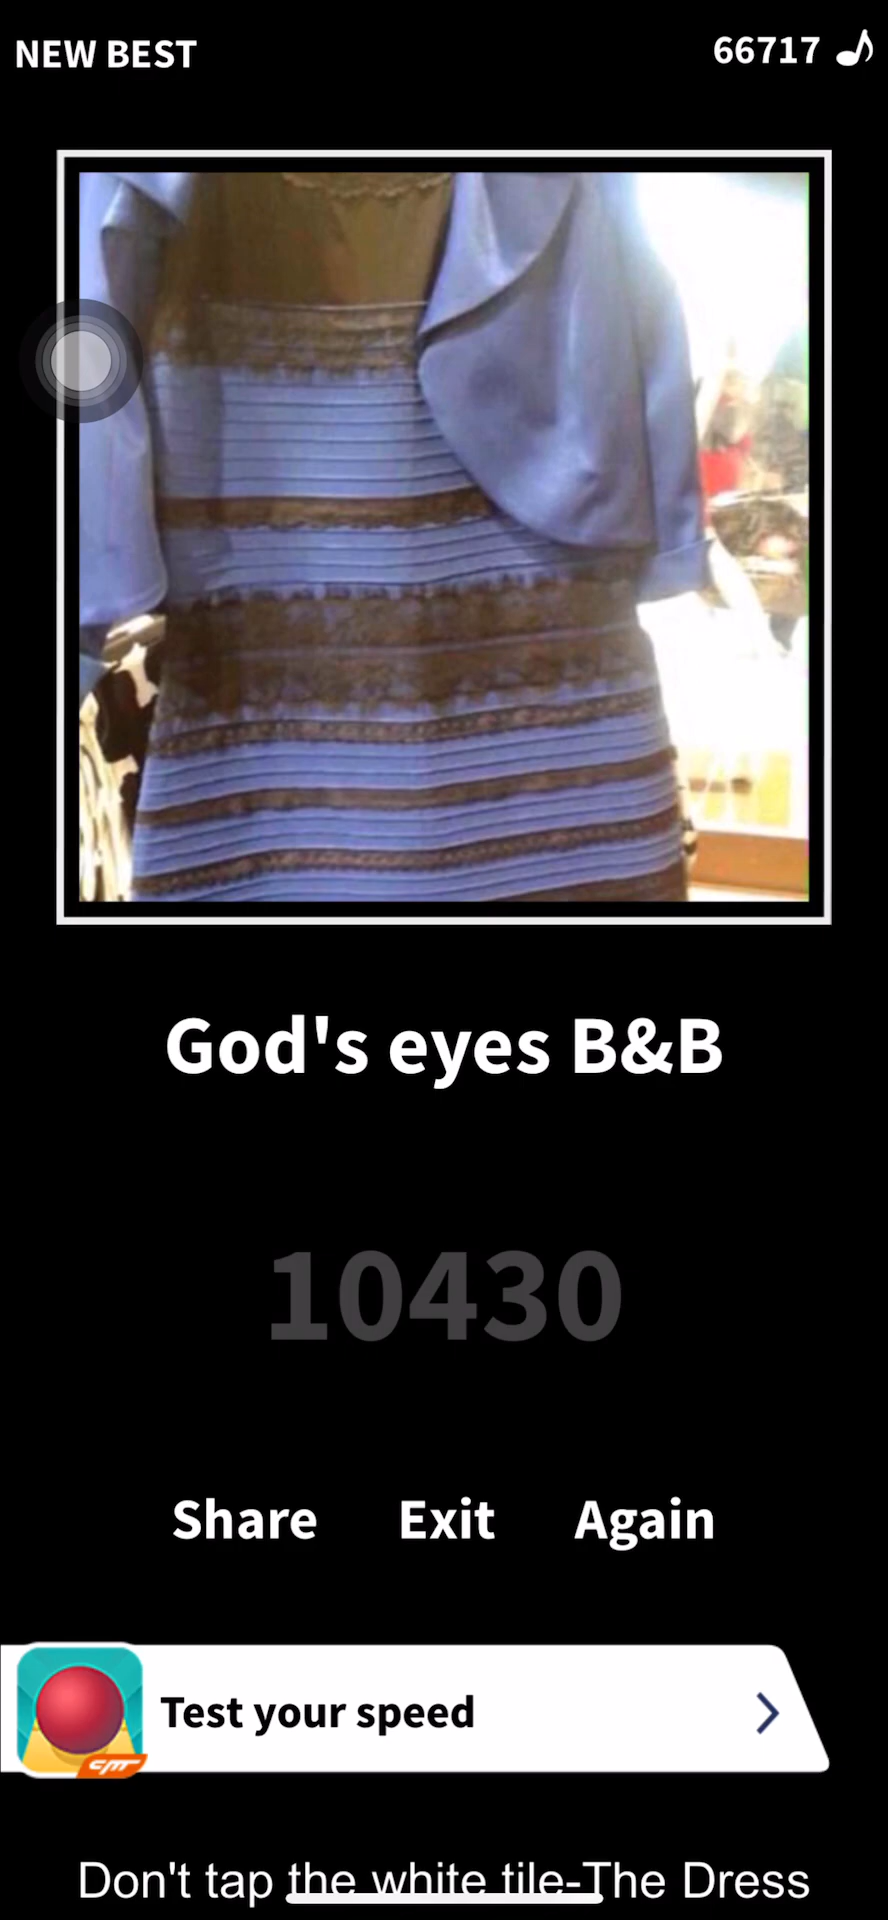 NEW BEST
66717
God's eyes B&B
10430
Share Exit Again
Test your speed
CMT
Don't tap the white tile-The Dress